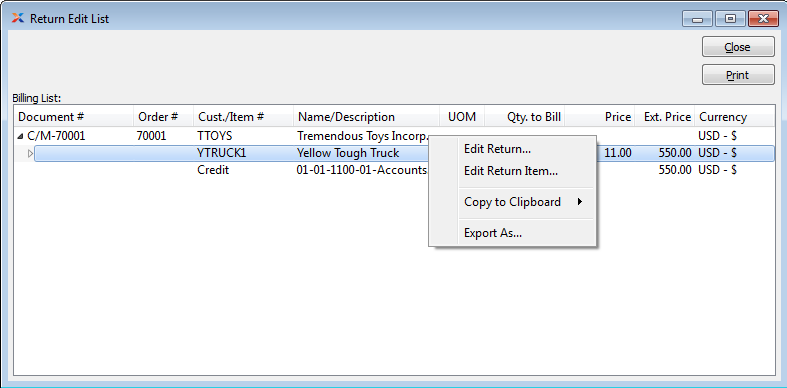 Return Edit List
Close
Print
Billing List:
Document # Order # Cust./Item # Name/Description UOM Qty. to Bill Price Ext. Price Currency
C/M-70001 70001 TTOYS Tremendous Toys Incorp. USD - $
YTRUCK1 Yellow Tough Truck 11.00 550.00 USD - $
Credit 01-01-1100-01-Accounts 550.00 USD - $
Edit Return...
Edit Return Item...
Copy to Clipboard
Export As...